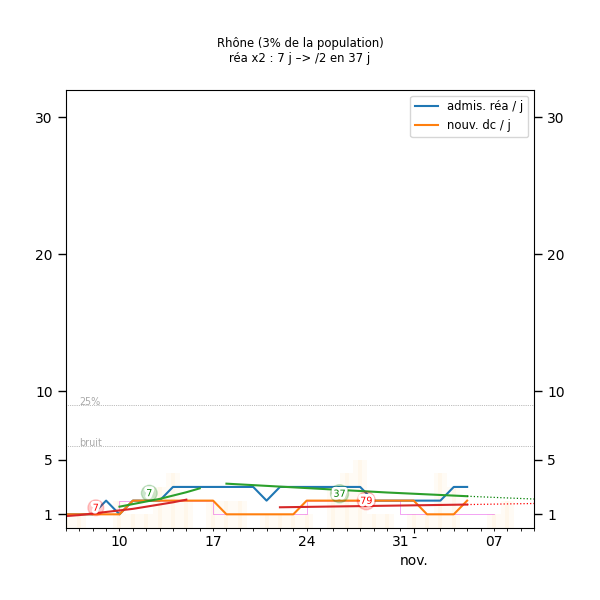 Rhône (3% de la population)
réa x2 : 7 j –> /2 en 37 j
admis. réa / j
nouv. dc / j
30 30
20 20
10 10
25%
bruit
5 5
7 7 37 79
1 1
10 17 24 31 07
nov.